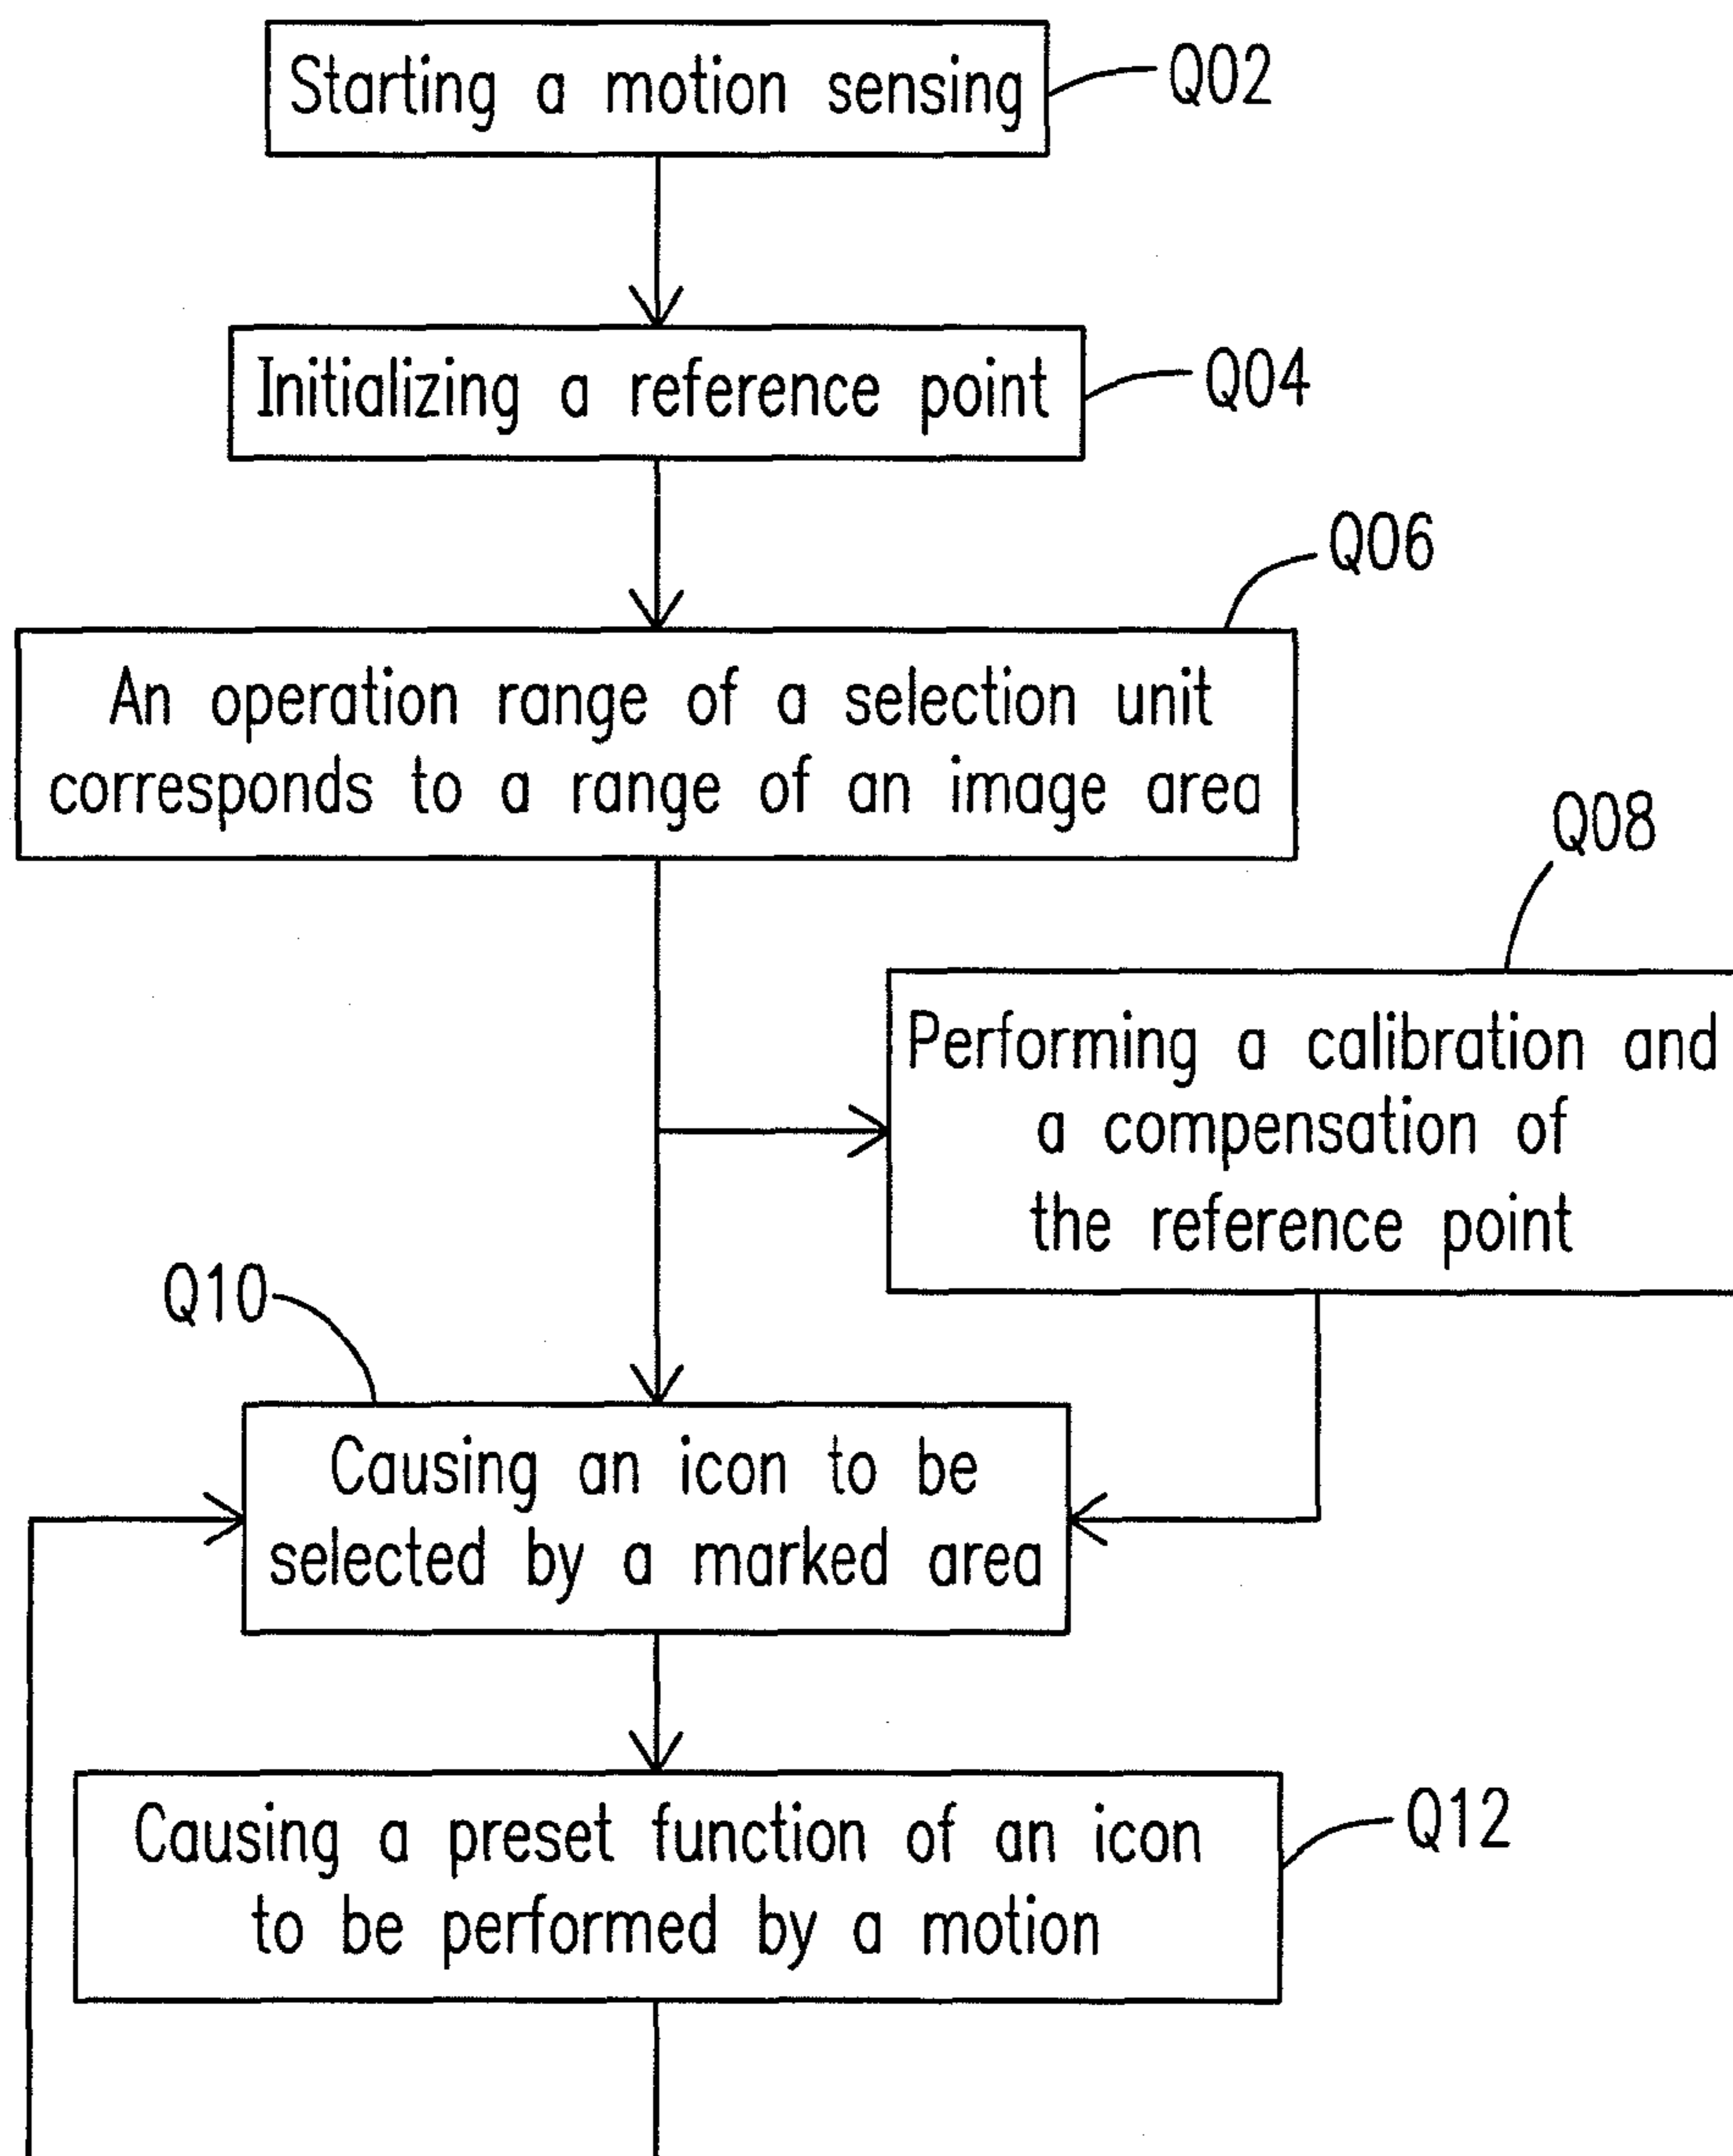 Starting a motion sensing
Q02
Initializing a reference point
Q04
Q06
An operation range of a selection unit
corresponds to a range of an image area
Q08
Performing a calibration and
a compensation of
the reference point
Q10
Causing an icon to be
selected by a marked area
Causing a preset function of an icon
to be performed by a motion
Q12